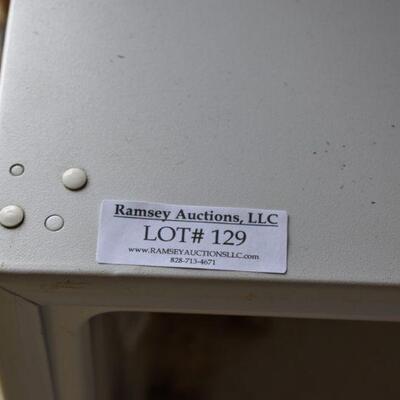 Ramsey Auctions, LLC
LOT# 129
www.RAMSEYAUCTIONSLLC.com
828-713-4671